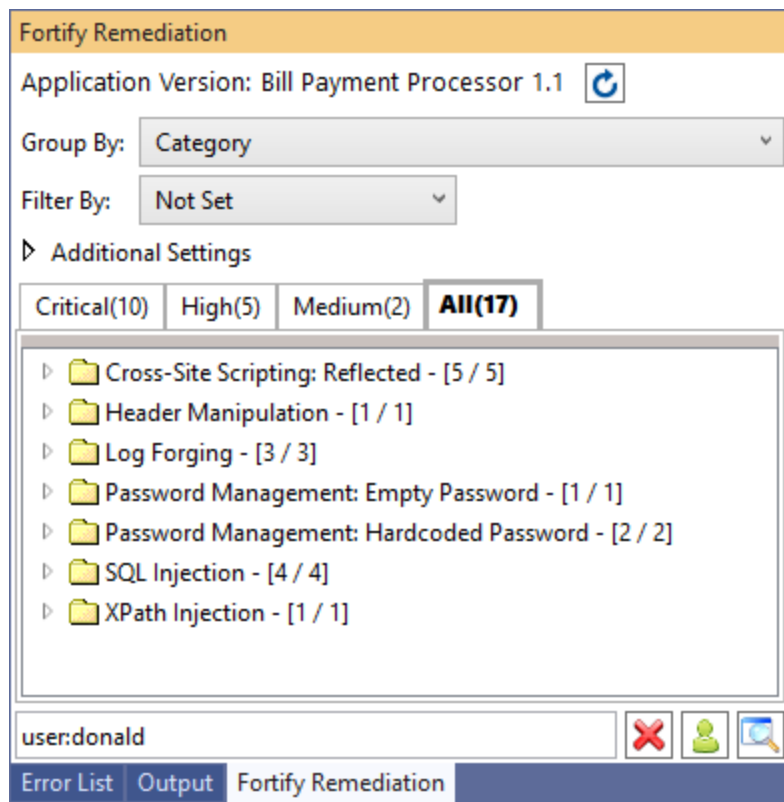 Fortify Remediation
Application Version: Bill Payment Processor 1.1
Group By: Category
Filter By: Not Set
Additional Settings
Critical(10) High(5) Medium(2) All(17)
Cross-Site Scripting: Reflected - [5 / 5]
Header Manipulation - [1 / 1]
Log Forging - [3 / 3]
Password Management: Empty Password - [1 / 1]
Password Management: Hardcoded Password - [2 / 2]
SQL Injection - [4 / 4]
XPath Injection - [1 / 1]
user:donald
Error List Output Fortify Remediation